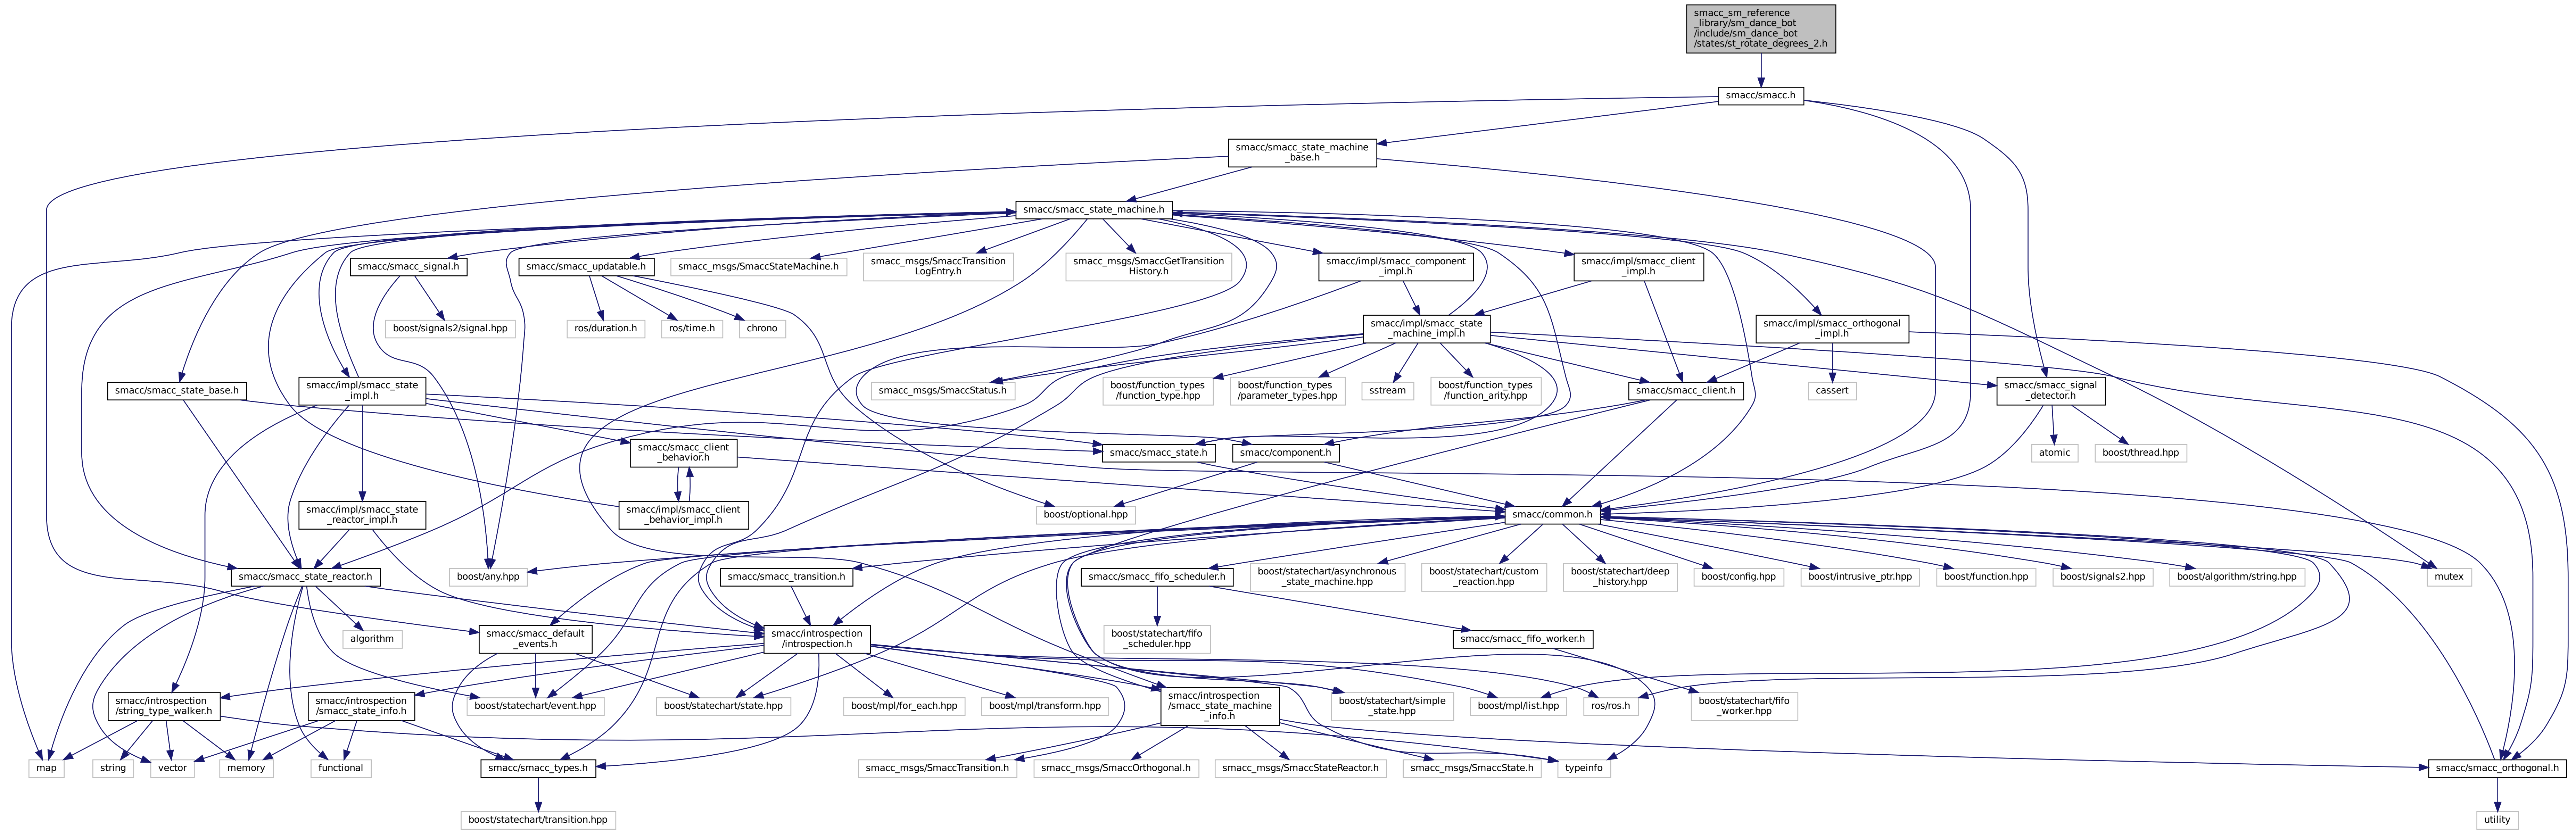 smacc_sm_reference
_library/sm_dance_bot
/include/sm_dance_bot
/states/st_rotate_degrees_2.h
smacc/smacc.h
smacc/smacc_state_machine
_base.h
smacc/smacc_state_machine.h
smacc/smacc_signal.h
smacc/smacc_updatable.h
smacc_msgs/SmaccStateMachine.h
smacc_msgs/SmaccTransition
LogEntry.h
smacc_msgs/SmaccGetTransition
History.h
smacc/impl/smacc_component
_impl.h
smacc/impl/smacc_client
_impl.h
boost/signals2/signal.hpp
ros/duration.h
ros/time.h
chrono
smacc/impl/smacc_state
_machine_impl.h
smacc/impl/smacc_orthogonal
_impl.h
smacc/smacc_state_base.h
smacc/impl/smacc_state
_impl.h
smacc_msgs/SmaccStatus.h
boost/function_types
/function_type.hpp
boost/function_types
/parameter_types.hpp
sstream
boost/function_types
/function_arity.hpp
smacc/smacc_client.h
cassert
smacc/smacc_signal
_detector.h
smacc/smacc_client
_behavior.h
smacc/smacc_state.h
smacc/component.h
atomic
boost/thread.hpp
smacc/impl/smacc_state
_reactor_impl.h
smacc/impl/smacc_client
_behavior_impl.h
boost/optional.hpp
smacc/common.h
smacc/smacc_state_reactor.h
boost/any.hpp
smacc/smacc_transition.h
smacc/smacc_fifo_scheduler.h
boost/statechart/asynchronous
_state_machine.hpp
boost/statechart/custom
_reaction.hpp
boost/statechart/deep
_history.hpp
boost/config.hpp
boost/intrusive_ptr.hpp
boost/function.hpp
boost/signals2.hpp
boost/algorithm/string.hpp
mutex
algorithm
smacc/smacc_default
_events.h
smacc/introspection
/introspection.h
boost/statechart/fifo
_scheduler.hpp
smacc/smacc_fifo_worker.h
smacc/introspection
/string_type_walker.h
smacc/introspection
/smacc_state_info.h
boost/statechart/event.hpp
boost/statechart/state.hpp
boost/mpl/for_each.hpp
boost/mpl/transform.hpp
smacc/introspection
/smacc_state_machine
_info.h
boost/statechart/simple
_state.hpp
boost/mpl/list.hpp
ros/ros.h
boost/statechart/fifo
_worker.hpp
map
string
vector
memory
functional
smacc/smacc_types.h
smacc_msgs/SmaccTransition.h
smacc_msgs/SmaccOrthogonal.h
smacc_msgs/SmaccStateReactor.h
smacc_msgs/SmaccState.h
typeinfo
smacc/smacc_orthogonal.h
boost/statechart/transition.hpp
utility